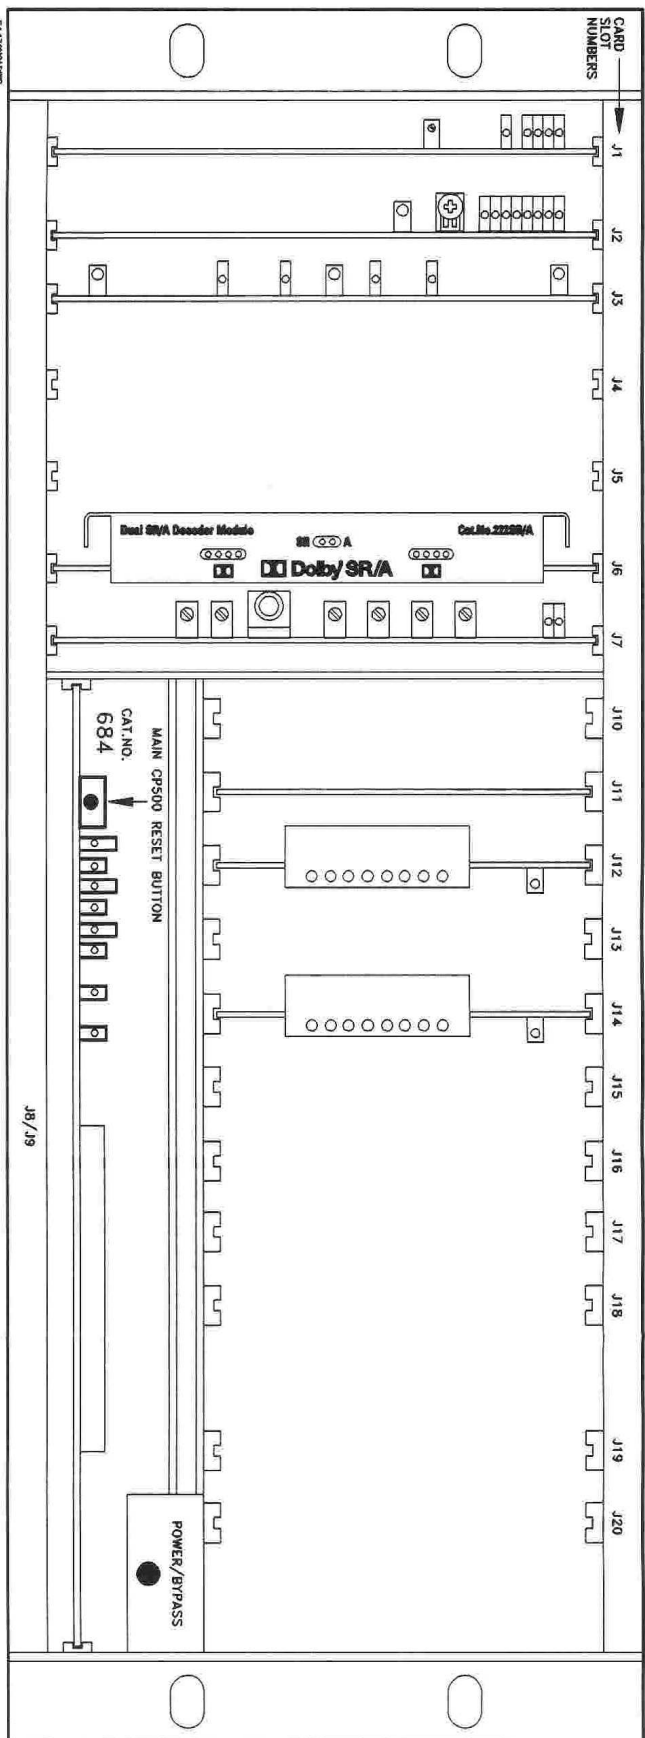 CARD
SLOT
NUMBERS
J1
J2
J3
J4
J5
J6
J7
J10
J11
J12
J13
J14
J15
J16
J17
J18
J19
J20
Dual SR/A Decoder Module
SR
A
Cat.No.222SR/A
Dolby SR/A
CAT.NO.
684
MAIN CP500 RESET BUTTON
J8/J9
POWER/BYPASS